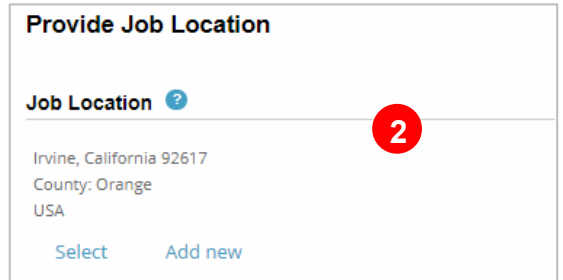 Provide Job Location
Job Location ?
2
Irvine, California 92617
County: Orange
USA
Select Add new